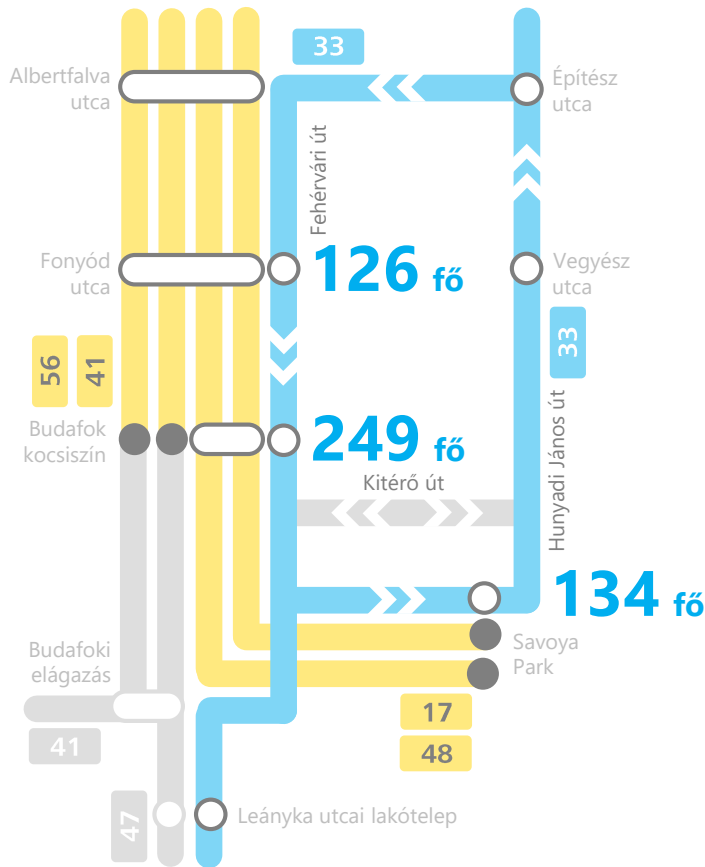 33
Albertfalva
utca
Építész
utca
Fehérvári út
Fonyód
utca
126 fő
Vegyész
utca
56
41
33
Budafok
kocsiszín
249 fő
Kitérő út
Hunyadi János út
134 fő
Budafoki
elágazás
Savoya
Park
41
17
48
47
Leányka utcai lakótelep